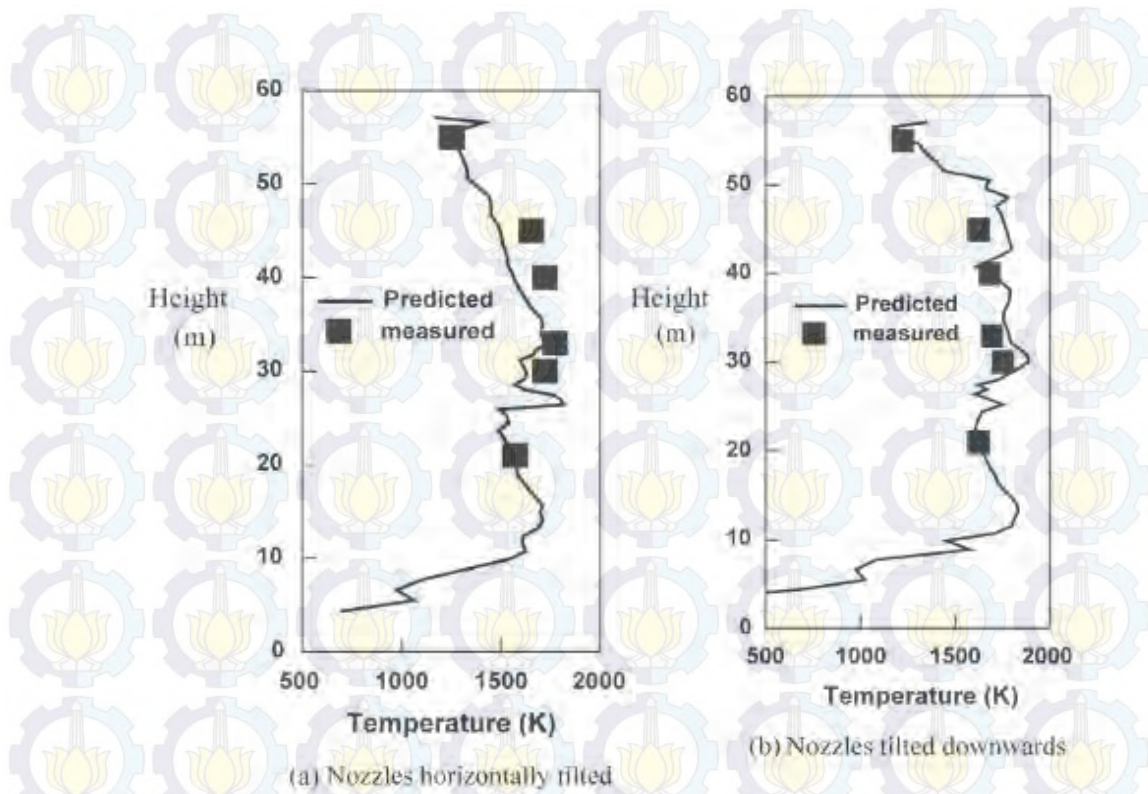 60
50
40
30
20
10
0
Height
(m)
Predicted
measured
500 1000 1500 2000
Temperature (K)
(a) Nozzles horizontally tilted
60
50
40
30
20
10
0
Height
(m)
Predicted
measured
500 1000 1500 2000
Temperature (K)
(b) Nozzles tilted downwards